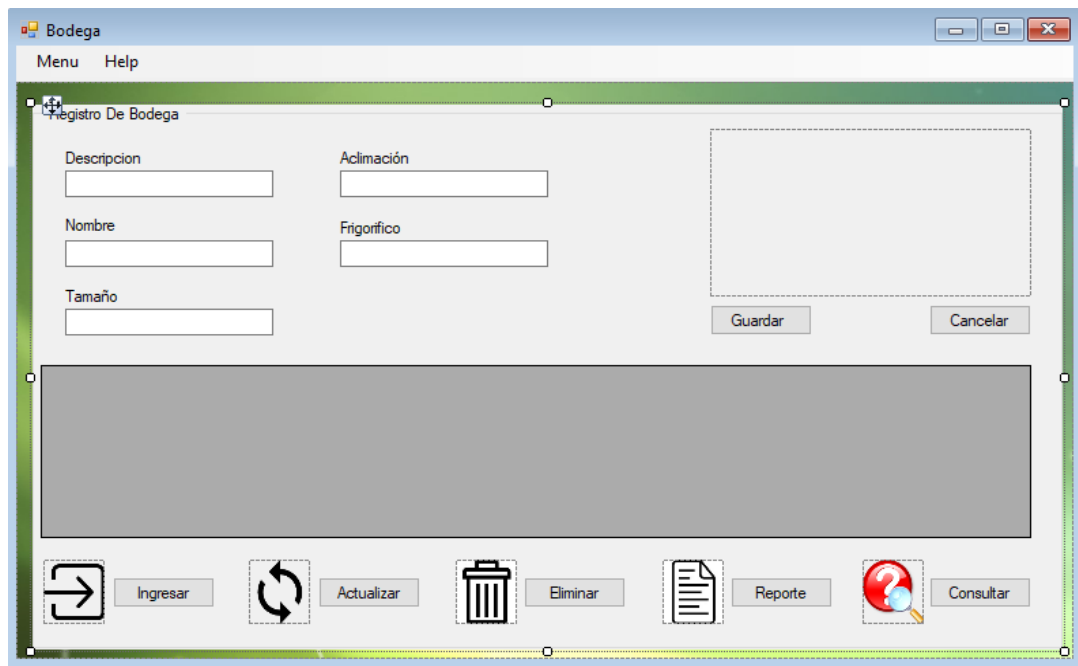 Bodega
Menu Help
Registro De Bodega
Descripcion
Aclimación
Nombre
Frigorifico
Tamaño
Guardar
Cancelar
Ingresar
Actualizar
Eliminar
Reporte
Consultar